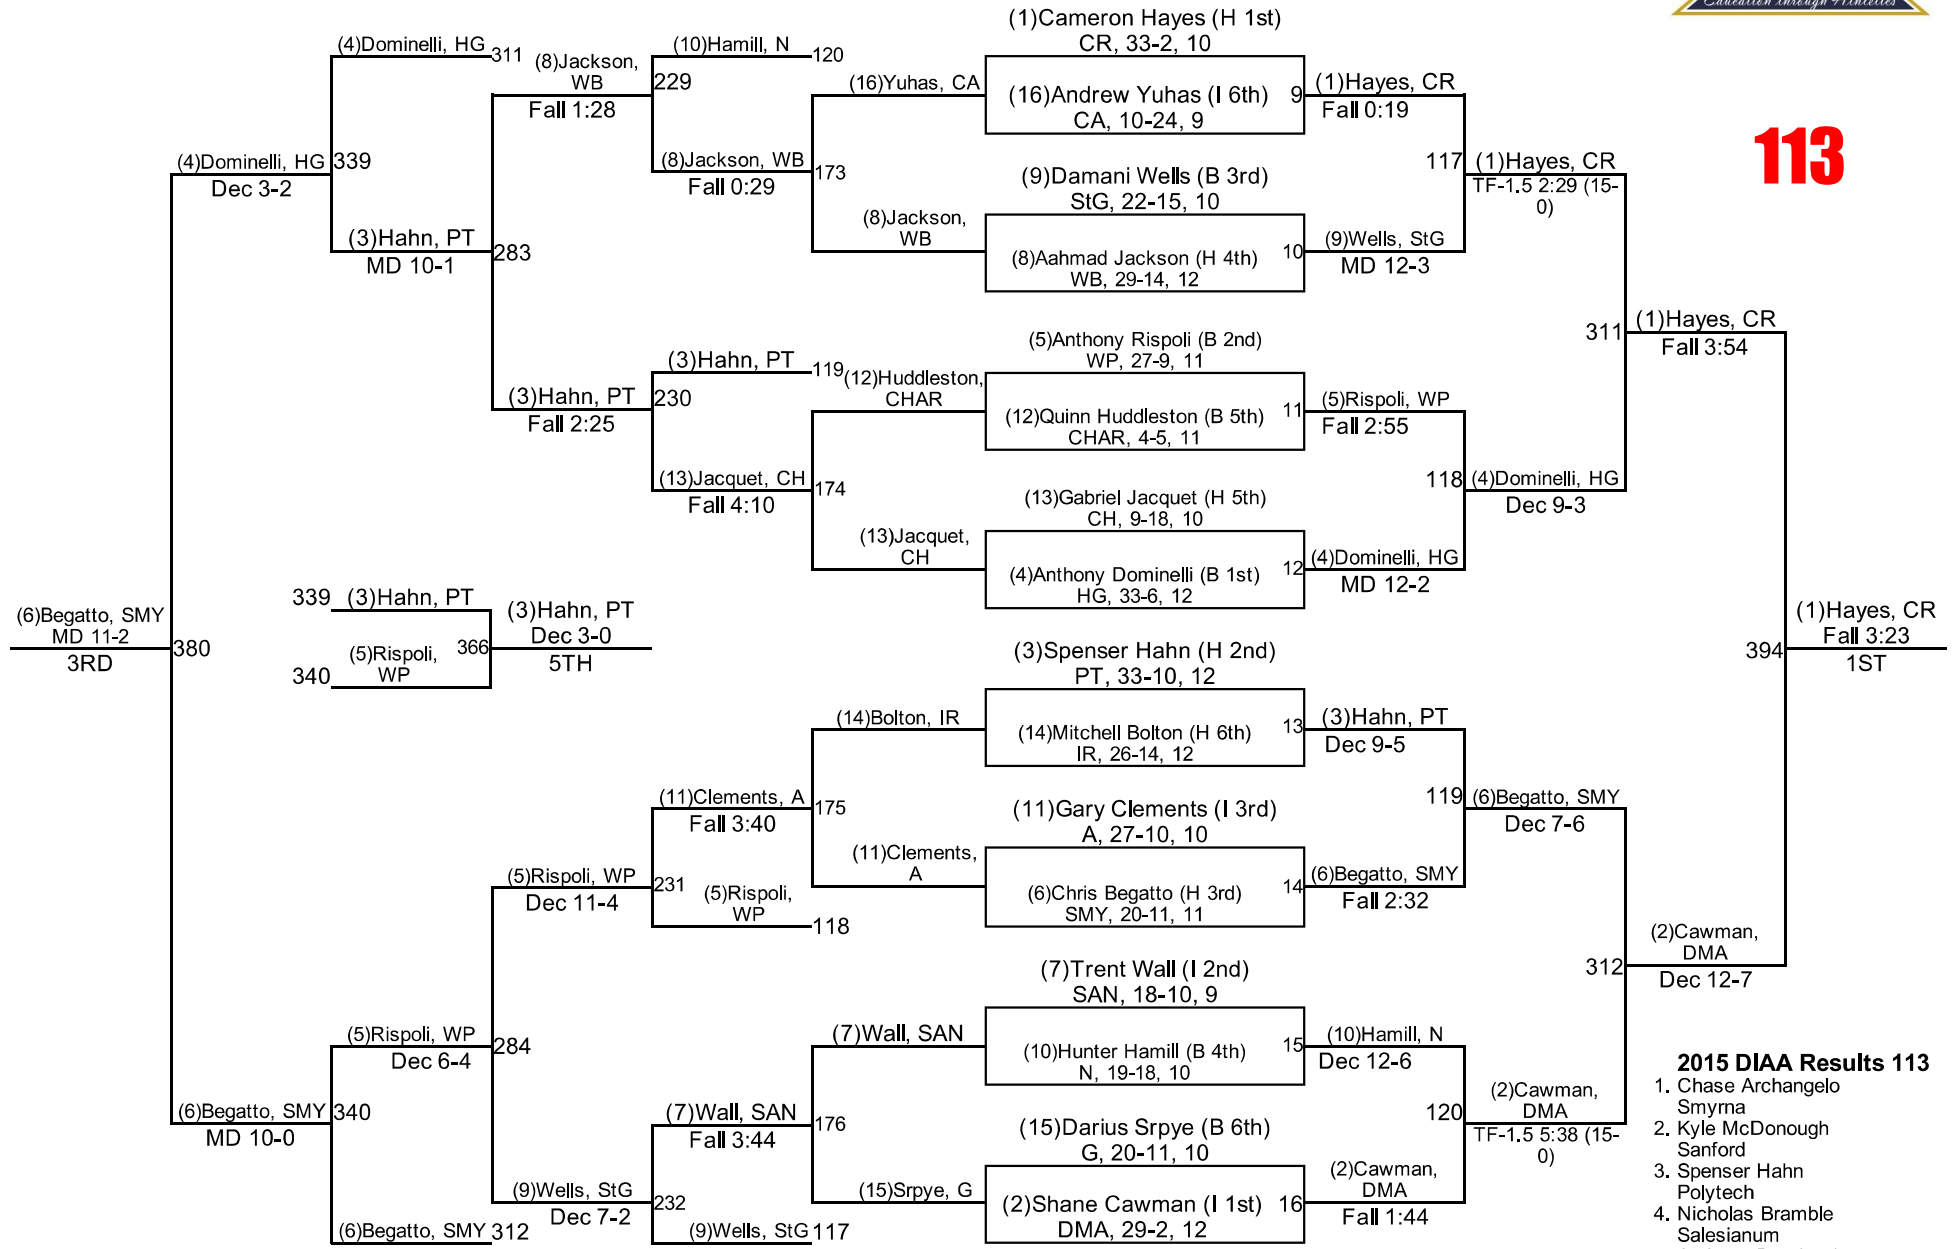 Education through Athletics
113
(1)Cameron Hayes (H 1st)
CR, 33-2, 10
(16)Andrew Yuhas (I 6th)
CA, 10-24, 9
9
(9)Damani Wells (B 3rd)
StG, 22-15, 10
(8)Aahmad Jackson (H 4th)
WB, 29-14, 12
10
(5)Anthony Rispoli (B 2nd)
WP, 27-9, 11
(12)Quinn Huddleston (B 5th)
CHAR, 4-5, 11
11
(13)Gabriel Jacquet (H 5th)
CH, 9-18, 10
(4)Anthony Dominelli (B 1st)
HG, 33-6, 12
12
(3)Spenser Hahn (H 2nd)
PT, 33-10, 12
(14)Mitchell Bolton (H 6th)
IR, 26-14, 12
13
(11)Gary Clements (I 3rd)
A, 27-10, 10
(6)Chris Begatto (H 3rd)
SMY, 20-11, 11
14
(7)Trent Wall (I 2nd)
SAN, 18-10, 9
(10)Hunter Hamill (B 4th)
N, 19-18, 10
15
(15)Darius Srpye (B 6th)
G, 20-11, 10
(2)Shane Cawman (I 1st)
DMA, 29-2, 12
16
(1)Hayes, CR
Fall 0:19
(9)Wells, StG
MD 12-3
(5)Rispoli, WP
Fall 2:55
(4)Dominelli, HG
MD 12-2
(3)Hahn, PT
Dec 9-5
(6)Begatto, SMY
Fall 2:32
(10)Hamill, N
Dec 12-6
(2)Cawman,
DMA
Fall 1:44
117
(1)Hayes, CR
TF-1.5 2:29 (15-
0)
118
(4)Dominelli, HG
Dec 9-3
119
(6)Begatto, SMY
Dec 7-6
120
(2)Cawman,
DMA
TF-1.5 5:38 (15-
0)
311
(1)Hayes, CR
Fall 3:54
312
(2)Cawman,
DMA
Dec 12-7
394
(1)Hayes, CR
Fall 3:23
1ST
(16)Yuhas, CA
(8)Jackson,
WB
(12)Huddleston,
CHAR
(13)Jacquet,
CH
(14)Bolton, IR
(11)Clements,
A
(7)Wall, SAN
(15)Srpye, G
(10)Hamill, N
120
(8)Jackson, WB
Fall 0:29
173
(3)Hahn, PT
119
(13)Jacquet, CH
Fall 4:10
174
(11)Clements, A
Fall 3:40
175
(5)Rispoli,
WP
118
(7)Wall, SAN
Fall 3:44
176
(9)Wells, StG
117
(8)Jackson,
WB
Fall 1:28
229
(3)Hahn, PT
Fall 2:25
230
(5)Rispoli, WP
Dec 11-4
231
(9)Wells, StG
Dec 7-2
232
(4)Dominelli, HG
311
(3)Hahn, PT
MD 10-1
283
(5)Rispoli, WP
Dec 6-4
284
(6)Begatto, SMY
312
(4)Dominelli, HG
Dec 3-2
339
(6)Begatto, SMY
MD 10-0
340
(6)Begatto, SMY
MD 11-2
3RD
380
339
(3)Hahn, PT
340
(5)Rispoli,
WP
366
(3)Hahn, PT
Dec 3-0
5TH
2015 DIAA Results 113
1. Chase Archangelo
Smyrna
2. Kyle McDonough
Sanford
3. Spenser Hahn
Polytech
4. Nicholas Bramble
Salesianum